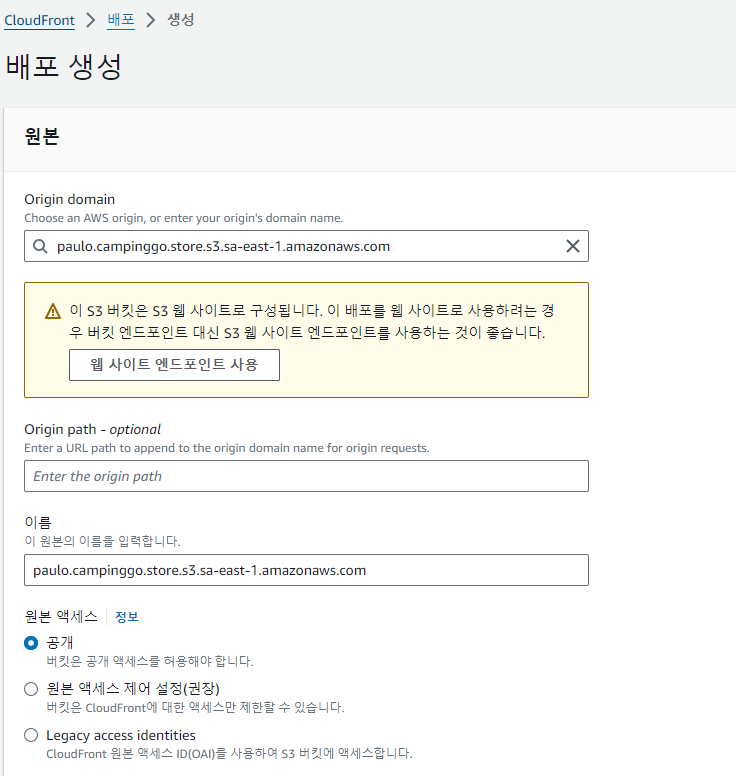 CloudFront > 배포 > 생성
배포 생성
원본
Origin domain
Choose an AWS origin, or enter your origin's domain name.
paulo.campinggo.store.s3.sa-east-1.amazonaws.com
이 S3 버킷은 S3 웹 사이트로 구성됩니다. 이 배포를 웹 사이트로 사용하려는 경
우 버킷 엔드포인트 대신 S3 웹 사이트 엔드포인트를 사용하는 것이 좋습니다.
웹 사이트 엔드포인트 사용
Origin path - optional
Enter a URL path to append to the origin domain name for origin requests.
Enter the origin path
이름
이 원본의 이름을 입력합니다.
paulo.campinggo.store.s3.sa-east-1.amazonaws.com
원본 액세스 정보
공개
버킷은 공개 액세스를 허용해야 합니다.
원본 액세스 제어 설정(권장)
버킷은 CloudFront에 대한 액세스만 제한할 수 있습니다.
Legacy access identities
CloudFront 원본 액세스 ID(OAI)를 사용하여 S3 버킷에 액세스합니다.